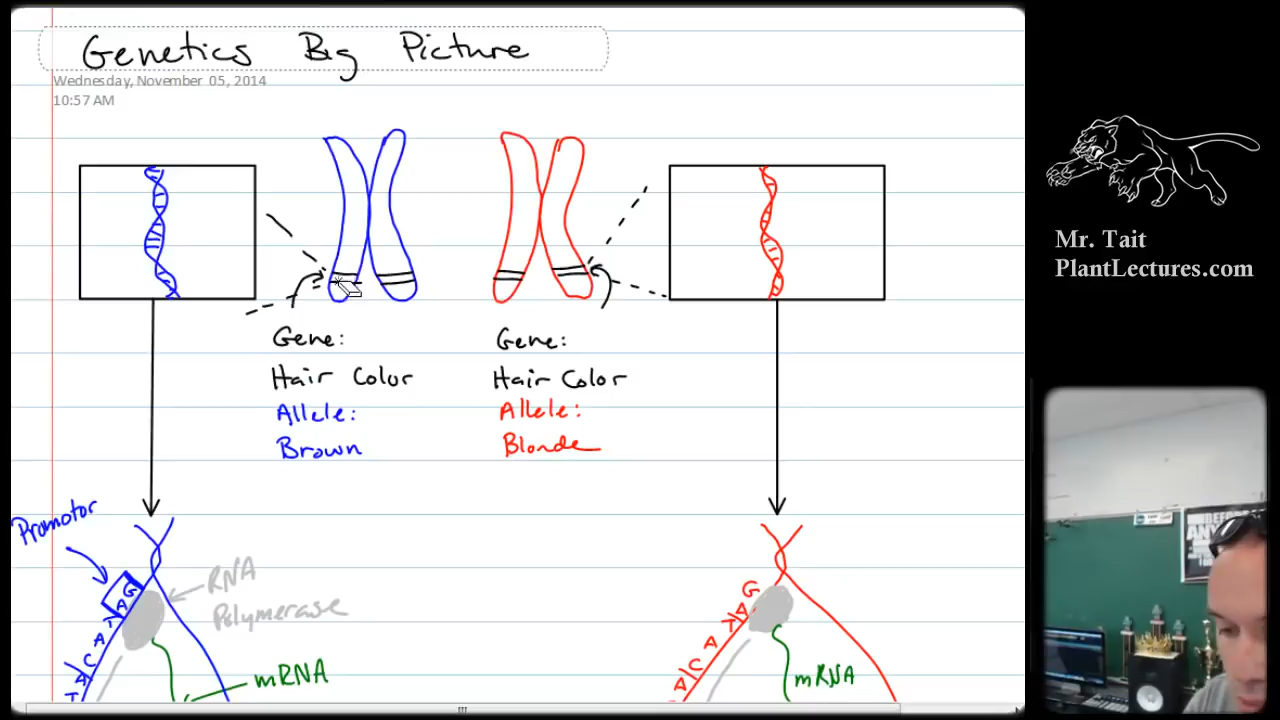 Genetics Big Picture
Wednesday, November 05, 2014
10:57 AM
Mr. Tait
PlantLectures.com
Gene:
Hair Color
Allele:
Brown
Gene:
Hair Color
Allele:
Blonde
Promotor
RNA
Polymerase
G
A
T
A
C
A
T
mRNA
G
A
T
A
C
A
mRNA